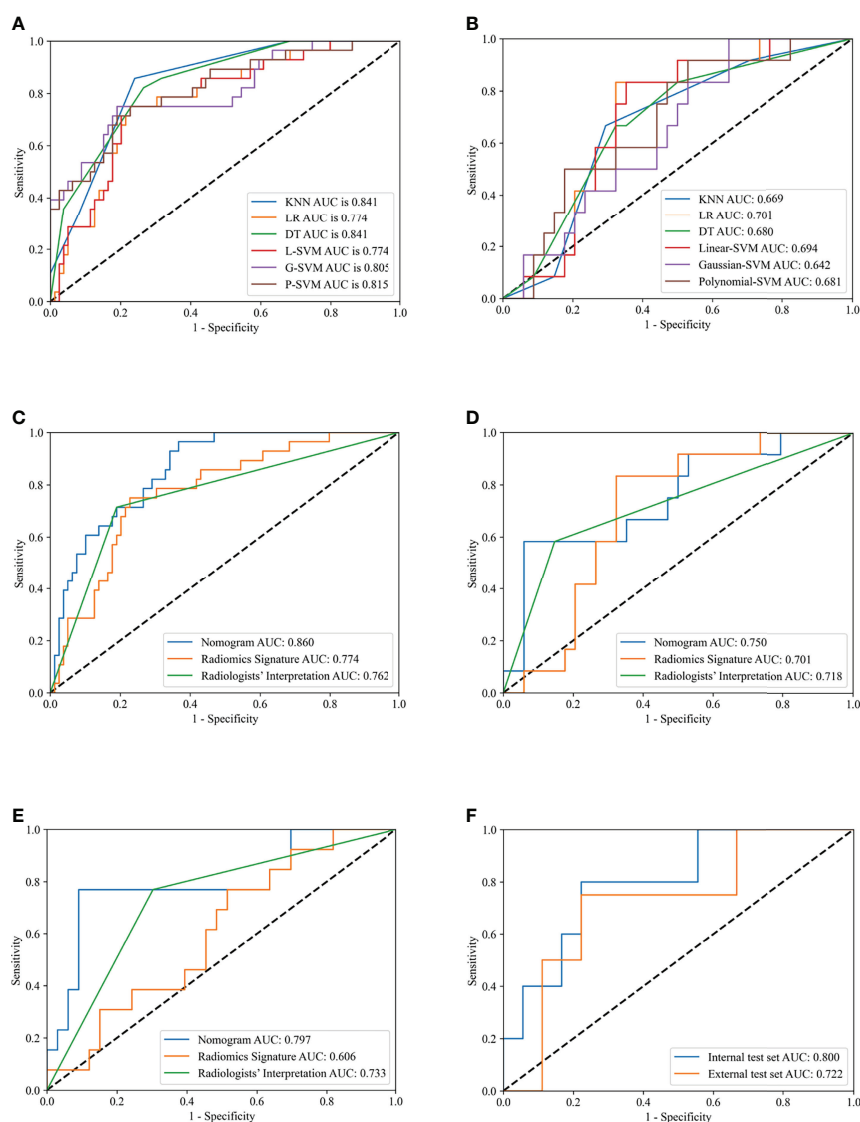 A
1.0
0.8
0.6
0.4
0.2
0.0
Sensitivity
KNN AUC is 0.841
LR AUC is 0.774
DT AUC is 0.841
L-SVM AUC is 0.774
G-SVM AUC is 0.805
P-SVM AUC is 0.815
0.0 0.2 0.4 0.6 0.8 1.0
1 - Specificity
B
1.0
0.8
0.6
0.4
0.2
0.0
Sensitivity
KNN AUC: 0.669
LR AUC: 0.701
DT AUC: 0.680
Linear-SVM AUC: 0.694
Gaussian-SVM AUC: 0.642
Polynomial-SVM AUC: 0.681
0.0 0.2 0.4 0.6 0.8 1.0
1 - Specificity
C
1.0
0.8
0.6
0.4
0.2
0.0
Sensitivity
Nomogram AUC: 0.860
Radiomics Signature AUC: 0.774
Radiologists' Interpretation AUC: 0.762
0.0 0.2 0.4 0.6 0.8 1.0
1 - Specificity
D
1.0
0.8
0.6
0.4
0.2
0.0
Sensitivity
Nomogram AUC: 0.750
Radiomics Signature AUC: 0.701
Radiologists' Interpretation AUC: 0.718
0.0 0.2 0.4 0.6 0.8 1.0
1 - Specificity
E
1.0
0.8
0.6
0.4
0.2
0.0
Sensitivity
Nomogram AUC: 0.797
Radiomics Signature AUC: 0.606
Radiologists' Interpretation AUC: 0.733
0.0 0.2 0.4 0.6 0.8 1.0
1 - Specificity
F
1.0
0.8
0.6
0.4
0.2
0.0
Sensitivity
Internal test set AUC: 0.800
External test set AUC: 0.722
0.0 0.2 0.4 0.6 0.8 1.0
1 - Specificity